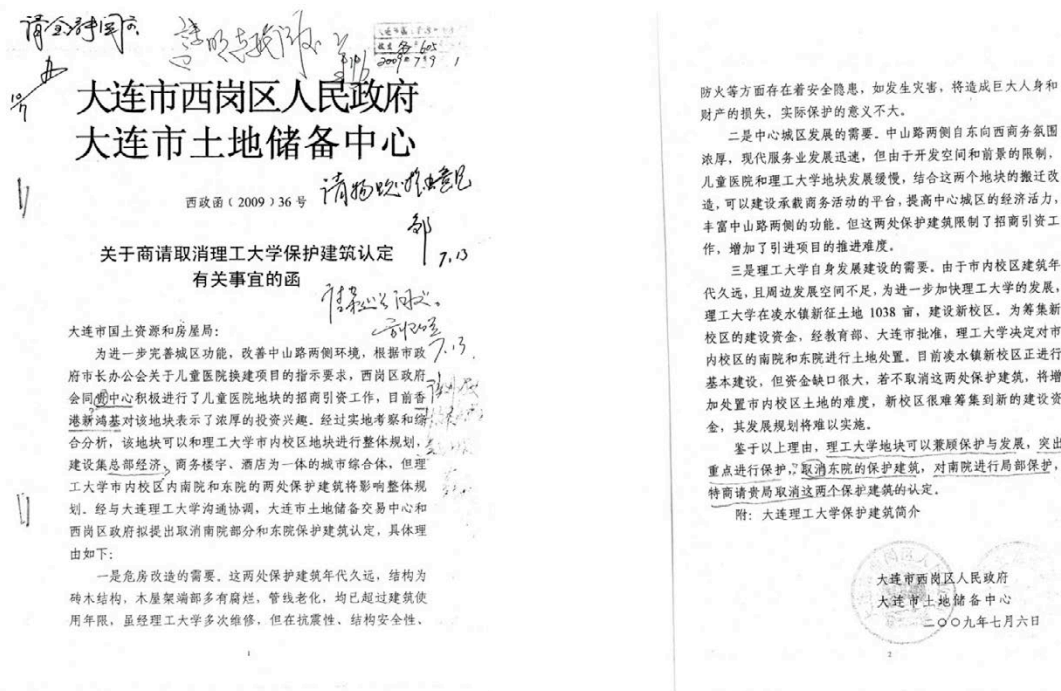 大连市西岗区人民政府
大连市土地储备中心
西政函（2009）36号
7.13
关于商请取消理工大学保护建筑认定
有关事宜的函
7.13
大连市国土资源和房屋局：
为进一步完善城区功能，改善中山路两侧环境，根据市政
府市长办公会关于儿童医院换建项目的指示要求，西岗区政府
会同贵中心积极进行了儿童医院地块的招商引资工作，目前香
港新鸿基对该地块表示了浓厚的投资兴趣。经过实地考察和综
合分析，该地块可以和理工大学市内校区地块进行整体规划，
建设集总部经济、商务楼宇、酒店为一体的城市综合体，但理
工大学市内校区内南院和东院的两处保护建筑将影响整体规
划。经与大连理工大学沟通协调，大连市土地储备交易中心和
西岗区政府拟提出取消南院部分和东院保护建筑认定，具体理
由如下：
一是危房改造的需要。这两处保护建筑年代久远，结构为
砖木结构，木屋架端部多有腐烂，管线老化，均已超过建筑使
用年限，虽经理工大学多次维修，但在抗震性、结构安全性、
1
防火等方面存在着安全隐患，如发生灾害，将造成巨大人身和
财产的损失，实际保护的意义不大。
二是中心城区发展的需要。中山路两侧自东向西商务氛围
浓厚，现代服务业发展迅速，但由于开发空间和前景的限制，
儿童医院和理工大学地块发展缓慢，结合这两个地块的搬迁改
造，可以建设承载商务活动的平台，提高中心城区的经济活力，
丰富中山路两侧的功能。但这两处保护建筑限制了招商引资工
作，增加了引进项目的推进难度。
三是理工大学自身发展建设的需要。由于市内校区建筑年
代久远，且周边发展空间不足，为进一步加快理工大学的发展，
理工大学在凌水镇新征土地 1038 亩，建设新校区。为筹集新
校区的建设资金，经教育部、大连市批准，理工大学决定对市
内校区的南院和东院进行土地处置。目前凌水镇新校区正进行
基本建设，但资金缺口很大，若不取消这两处保护建筑，将增
加处置市内校区土地的难度，新校区很难筹集到新的建设资
金，其发展规划将难以实施。
鉴于以上理由，理工大学地块可以兼顾保护与发展，突出
重点进行保护，取消东院的保护建筑，对南院进行局部保护，
特商请贵局取消这两个保护建筑的认定。
附：大连理工大学保护建筑简介
大连市西岗区人民政府
大连市土地储备中心
二〇〇九年七月六日
2